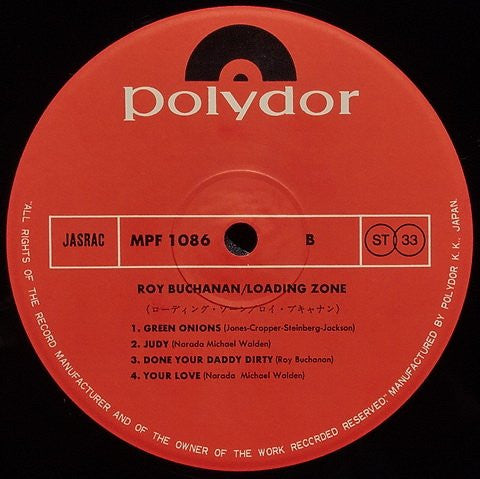 polydor
JASRAC MPF 1086 B ST 33
ROY BUCHANAN/LOADING ZONE
〈ローディング・ゾーン/ロイ・ブキャナン〉
1. GREEN ONIONS (Jones-Cropper-Steinberg-Jackson)
2. JUDY (Narada Michael Walden)
3. DONE YOUR DADDY DIRTY (Roy Buchanan)
4. YOUR LOVE (Narada Michael Walden)
"ALL RIGHTS OF THE RECORD MANUFACTURER AND OF THE OWNER OF THE WORK RECCRDED RESERVED." MANUFACTURED BY POLYDOR K.K., JAPAN.